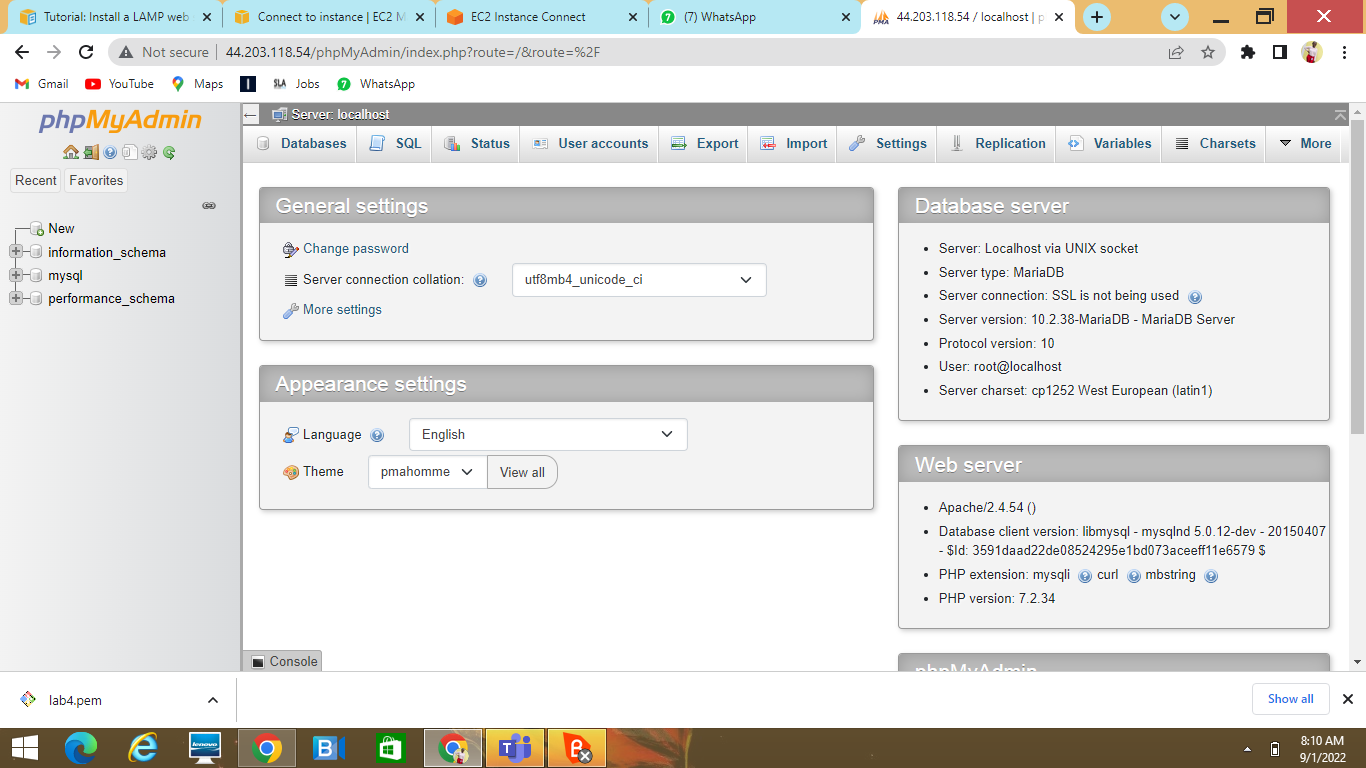 Tutorial: Install a LAMP web
Connect to instance | EC2 M
EC2 Instance Connect
(7) WhatsApp
44.203.118.54 / localhost | p
Not secure
44.203.118.54/phpMyAdmin/index.php?route=/&route=%2F
Gmail
YouTube
Maps
SLA Jobs
WhatsApp
phpMyAdmin
Recent
Favorites
New
information_schema
mysql
performance_schema
Server: localhost
Databases
SQL
Status
User accounts
Export
Import
Settings
Replication
Variables
Charsets
More
General settings
Change password
Server connection collation:
utf8mb4_unicode_ci
More settings
Appearance settings
Language
English
Theme
pmahomme
View all
Database server
Server: Localhost via UNIX socket
Server type: MariaDB
Server connection: SSL is not being used
Server version: 10.2.38-MariaDB - MariaDB Server
Protocol version: 10
User: root@localhost
Server charset: cp1252 West European (latin1)
Web server
Apache/2.4.54 ()
Database client version: libmysql - mysqlnd 5.0.12-dev - 20150407
- $Id: 3591daad22de08524295e1bd073aceeff11e6579 $
PHP extension: mysqli curl mbstring
PHP version: 7.2.34
phpMyAdmin
Console
lab4.pem
Show all
lenovo
8:10 AM
9/1/2022